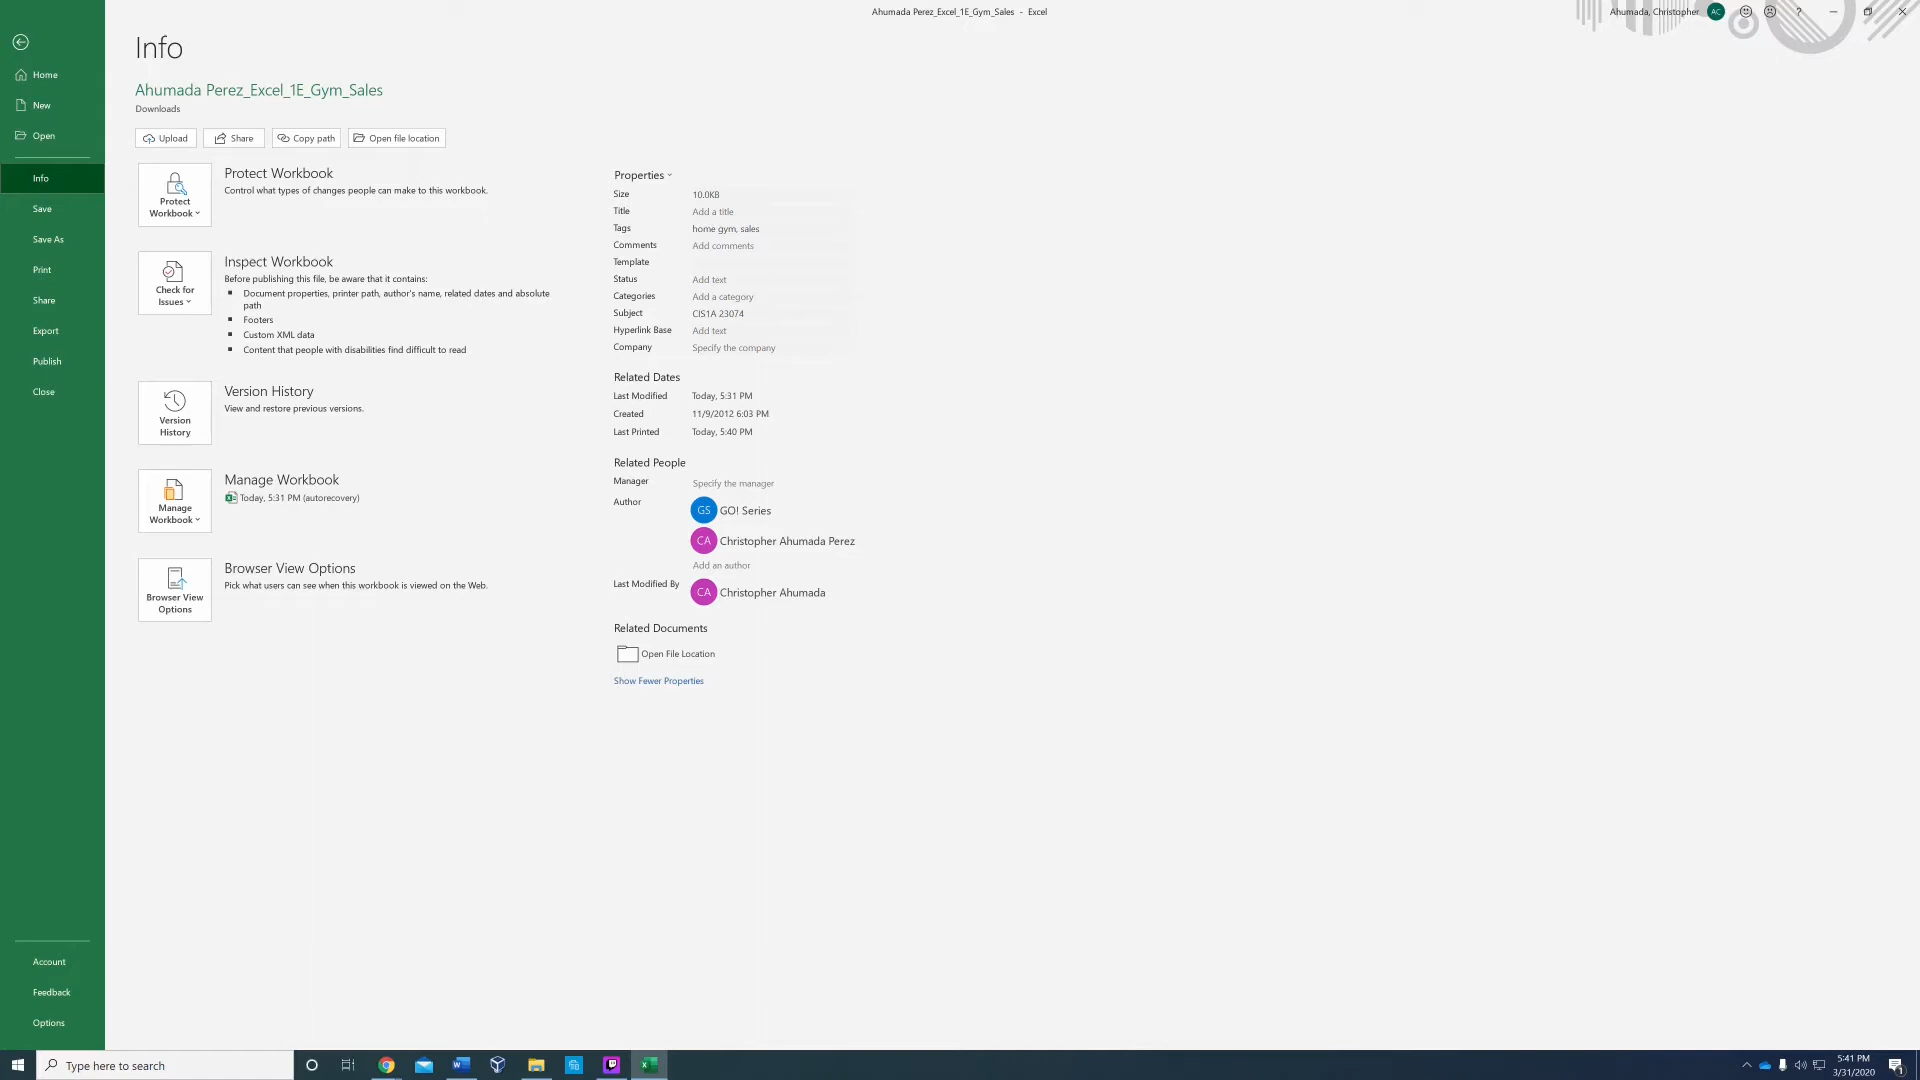 Ahumada Perez_Excel_1E_Gym_Sales - Excel
Ahumada, Christopher AC ?
Info
Home
New
Open
Info
Save
Save As
Print
Share
Export
Publish
Close
Account
Feedback
Options
Ahumada Perez_Excel_1E_Gym_Sales
Downloads
Upload Share Copy path Open file location
Protect
Workbook
Protect Workbook
Control what types of changes people can make to this workbook.
Check for
Issues
Inspect Workbook
Before publishing this file, be aware that it contains:
Document properties, printer path, author's name, related dates and absolute
path
Footers
Custom XML data
Content that people with disabilities find difficult to read
Version
History
Version History
View and restore previous versions.
Manage
Workbook
Manage Workbook
Today, 5:31 PM (autorecovery)
Browser View
Options
Browser View Options
Pick what users can see when this workbook is viewed on the Web.
Properties
Size 10.0KB
Title Add a title
Tags home gym, sales
Comments Add comments
Template
Status Add text
Categories Add a category
Subject CIS1A 23074
Hyperlink Base Add text
Company Specify the company
Related Dates
Last Modified Today, 5:31 PM
Created 11/9/2012 6:03 PM
Last Printed Today, 5:40 PM
Related People
Manager Specify the manager
Author GS GO! Series
CA Christopher Ahumada Perez
Add an author
Last Modified By CA Christopher Ahumada
Related Documents
Open File Location
Show Fewer Properties
Type here to search
5:41 PM
3/31/2020
1